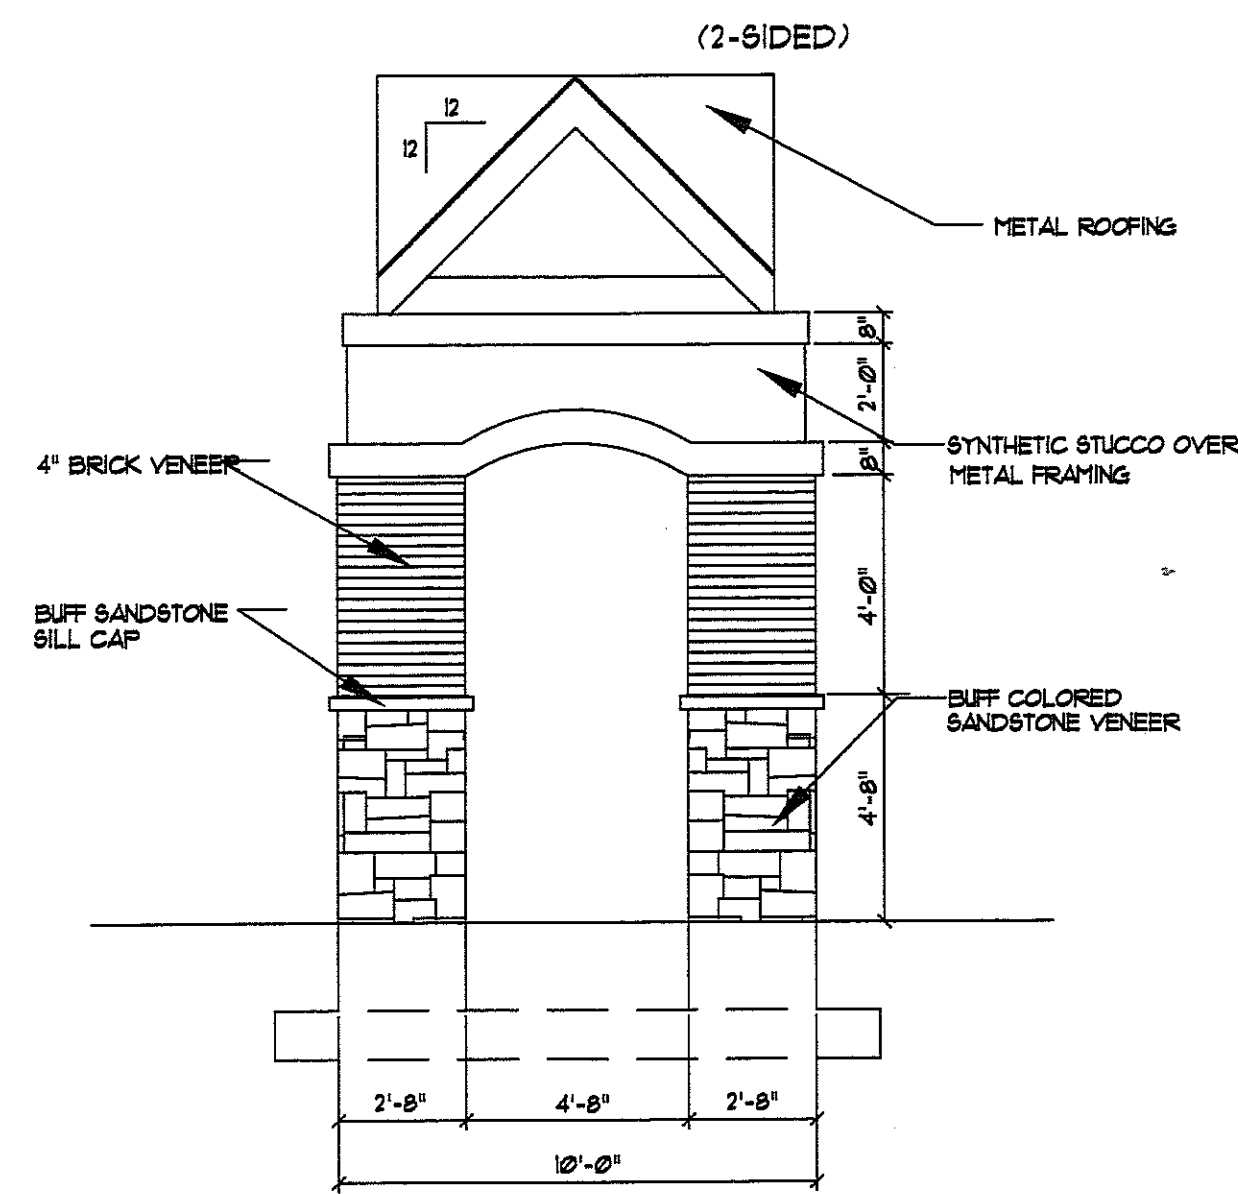 (2-SIDED)
12
12
METAL ROOFING
8"
2'-0"
SYNTHETIC STUCCO OVER
METAL FRAMING
8"
4" BRICK VENEER
4'-0"
BUFF SANDSTONE
SILL CAP
BUFF COLORED
SANDSTONE VENEER
4'-8"
2'-8"
4'-8"
2'-8"
10'-0"